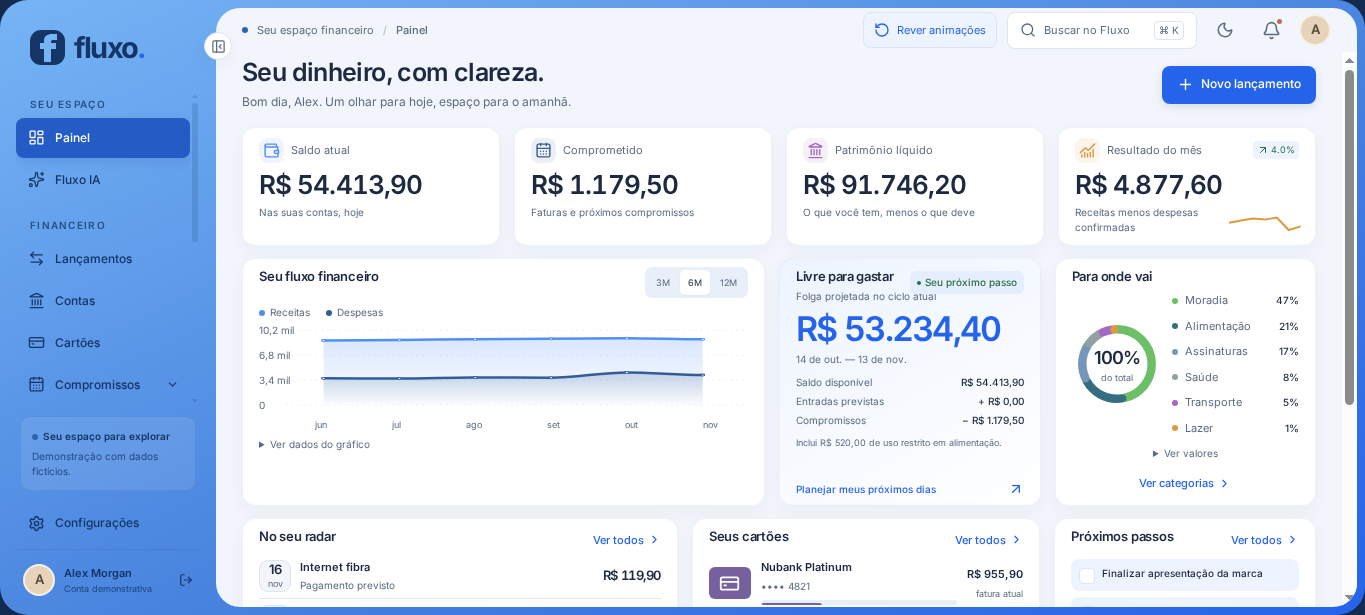 fluxo.
SEU ESPAÇO
Painel
Fluxo IA
FINANCEIRO
Lançamentos
Contas
Cartões
Compromissos
Seu espaço para explorar
Demonstração com dados
fictícios.
Configurações
A
Alex Morgan
Conta demonstrativa
Seu espaço financeiro / Painel
Rever animações
Buscar no Fluxo
⌘ K
A
Seu dinheiro, com clareza.
Bom dia, Alex. Um olhar para hoje, espaço para o amanhã.
Novo lançamento
Saldo atual
R$ 54.413,90
Nas suas contas, hoje
Comprometido
R$ 1.179,50
Faturas e próximos compromissos
Patrimônio líquido
R$ 91.746,20
O que você tem, menos o que deve
Resultado do mês
4.0%
R$ 4.877,60
Receitas menos despesas
confirmadas
Seu fluxo financeiro
3M 6M 12M
Receitas Despesas
10,2 mil
6,8 mil
3,4 mil
0
jun jul ago set out nov
Ver dados do gráfico
Livre para gastar
Seu próximo passo
Folga projetada no ciclo atual
R$ 53.234,40
14 de out. — 13 de nov.
Saldo disponível R$ 54.413,90
Entradas previstas + R$ 0,00
Compromissos − R$ 1.179,50
Inclui R$ 520,00 de uso restrito em alimentação.
Planejar meus próximos dias
Para onde vai
100%
do total
Moradia 47%
Alimentação 21%
Assinaturas 17%
Saúde 8%
Transporte 5%
Lazer 1%
Ver valores
Ver categorias
No seu radar
Ver todos
16
nov
Internet fibra
Pagamento previsto
R$ 119,90
Seus cartões
Ver todos
Nubank Platinum
•••• 4821
R$ 955,90
fatura atual
Próximos passos
Ver todos
Finalizar apresentação da marca